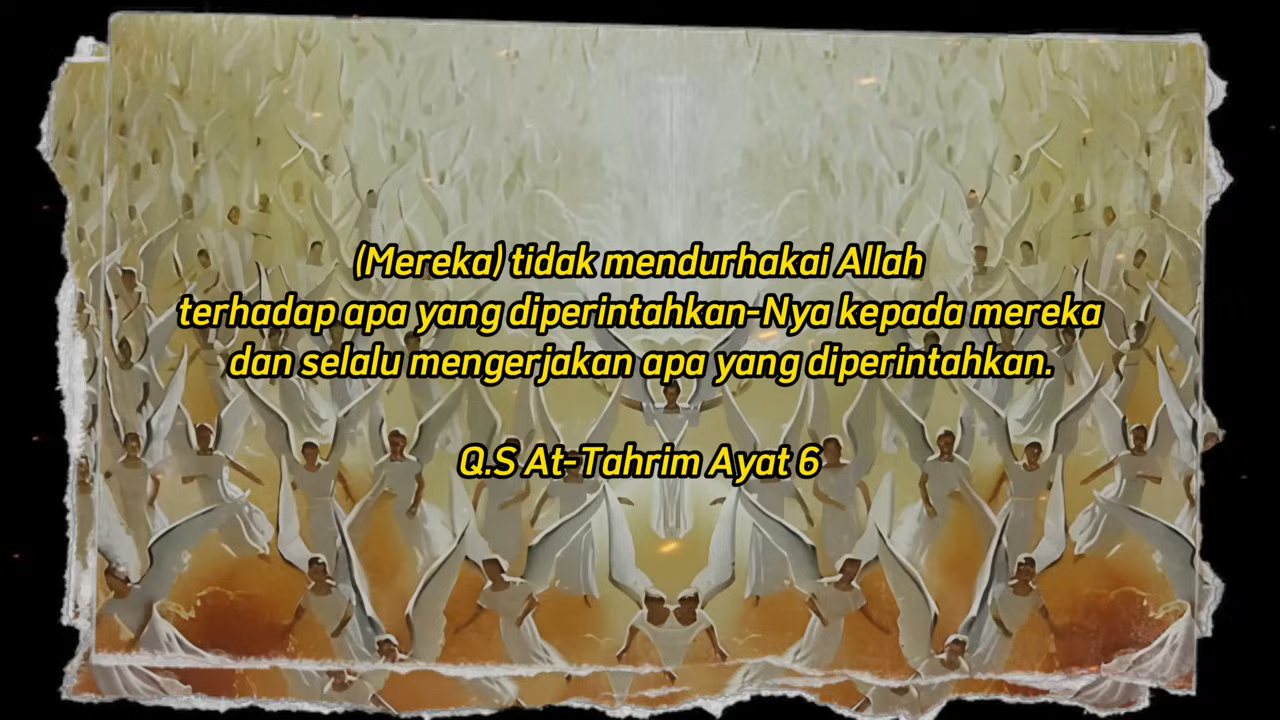 (Mereka) tidak mendurhakai Allah
terhadap apa yang diperintahkan-Nya kepada mereka
dan selalu mengerjakan apa yang diperintahkan.
Q.S At-Tahrim Ayat 6